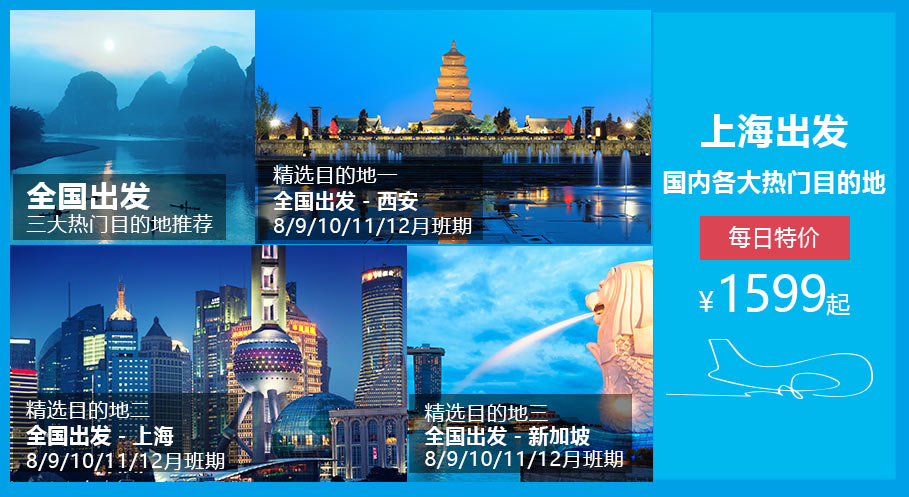 全国出发
三大热门目的地推荐
精选目的地一
全国出发 - 西安
8/9/10/11/12月班期
上海出发
国内各大热门目的地
每日特价
￥1599起
精选目的地二
全国出发 - 上海
8/9/10/11/12月班期
精选目的地三
全国出发 - 新加坡
8/9/10/11/12月班期